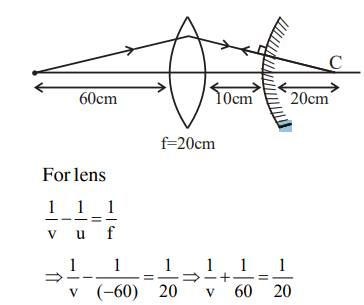 C
60cm 10cm 20cm
f=20cm
For lens
1/v - 1/u = 1/f
⇒ 1/v - 1/(-60) = 1/20 ⇒ 1/v + 1/60 = 1/20